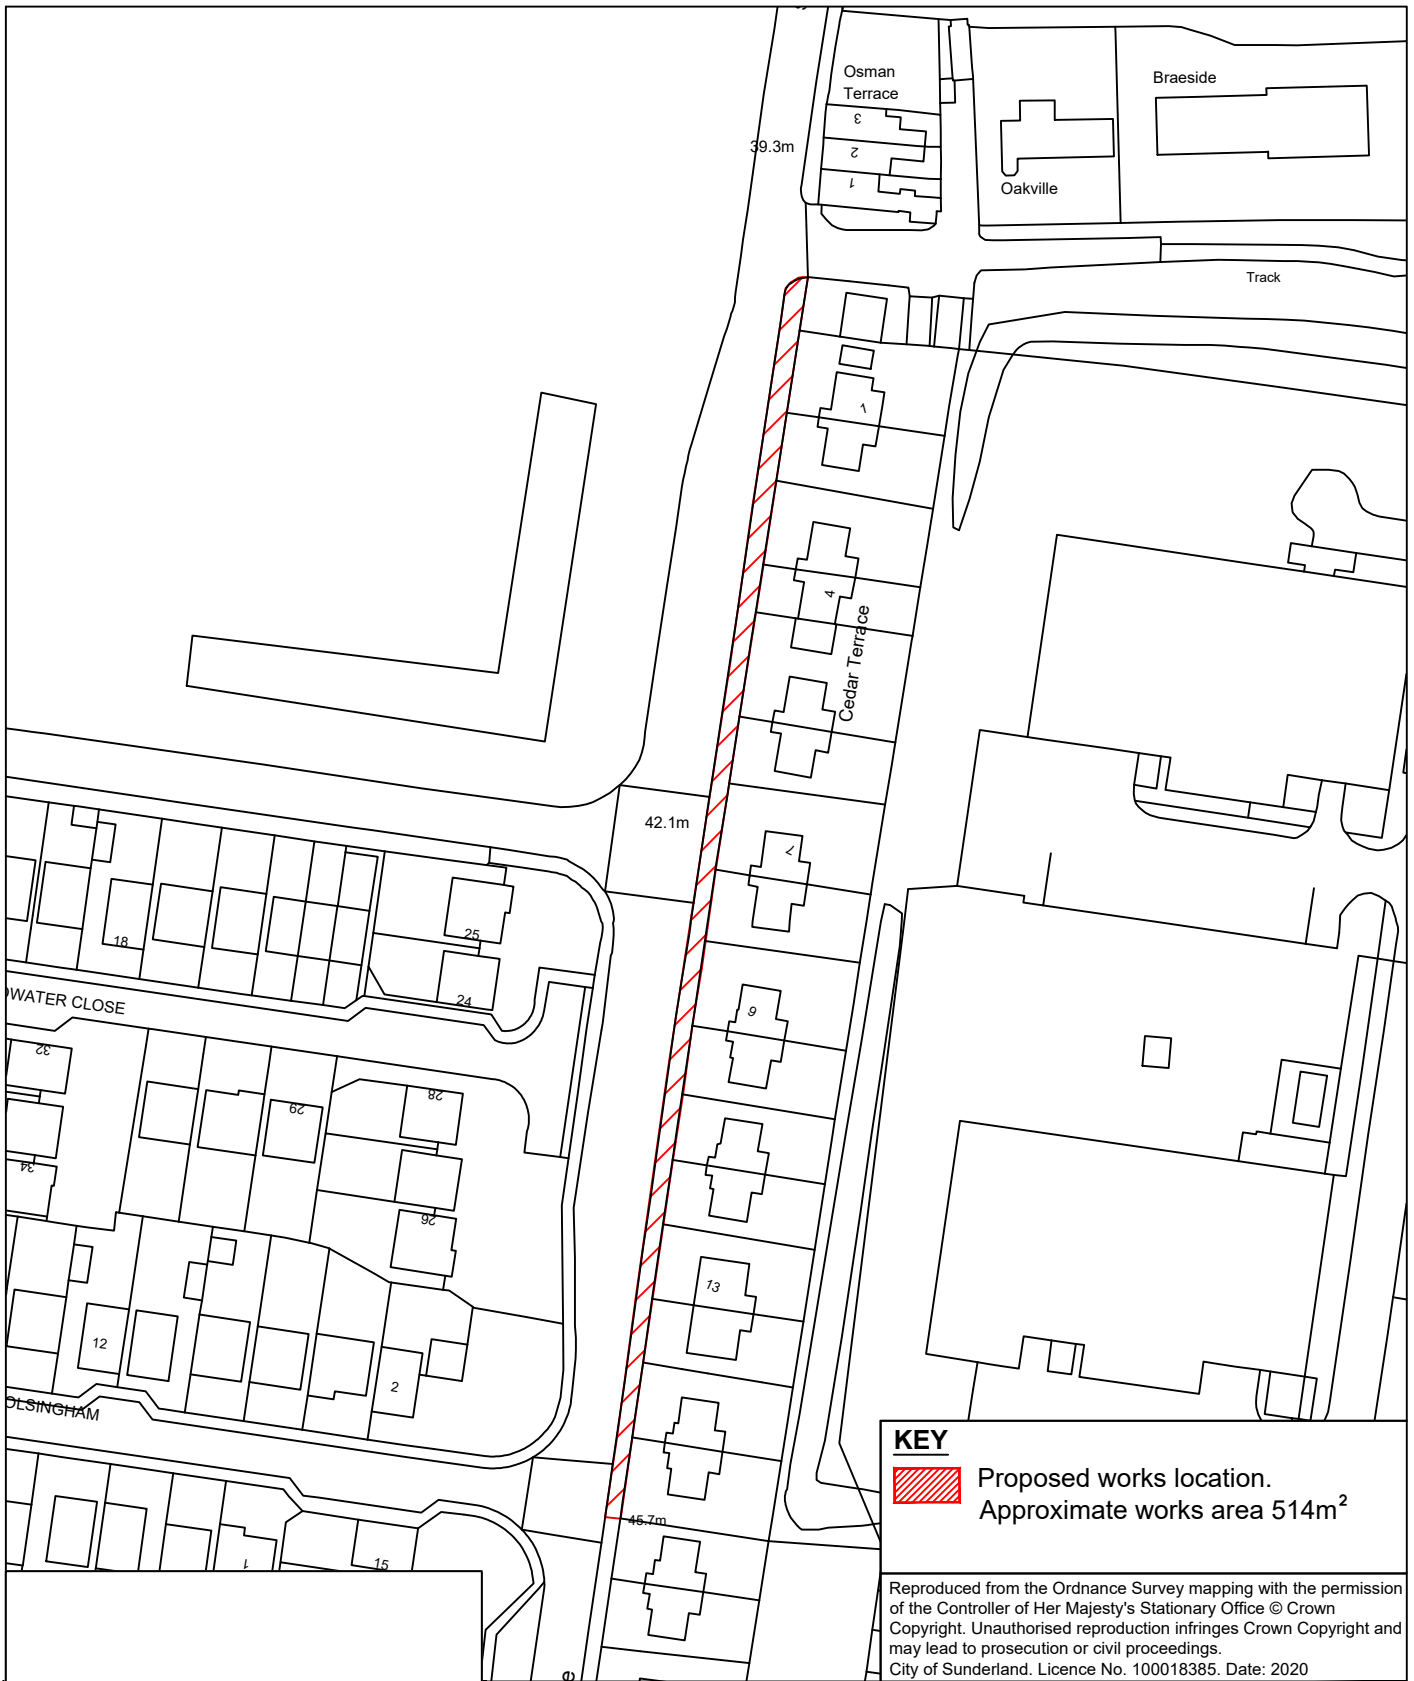 Osman
Terrace
3
2
1
39.3m
Braeside
Oakville
Track
1
4
Cedar Terrace
42.1m
7
18
25
24
OWATER CLOSE
9
32
29
28
34
26
13
12
2
OLSINGHAM
45.7m
1
15
e
KEY
Proposed works location.
Approximate works area 514m²
Reproduced from the Ordnance Survey mapping with the permission
of the Controller of Her Majesty's Stationary Office © Crown
Copyright. Unauthorised reproduction infringes Crown Copyright and
may lead to prosecution or civil proceedings.
City of Sunderland. Licence No. 100018385. Date: 2020